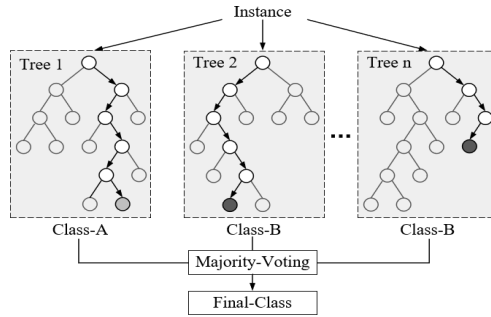 Instance
Tree 1
Tree 2
Tree n
...
Class-A
Class-B
Class-B
Majority-Voting
Final-Class